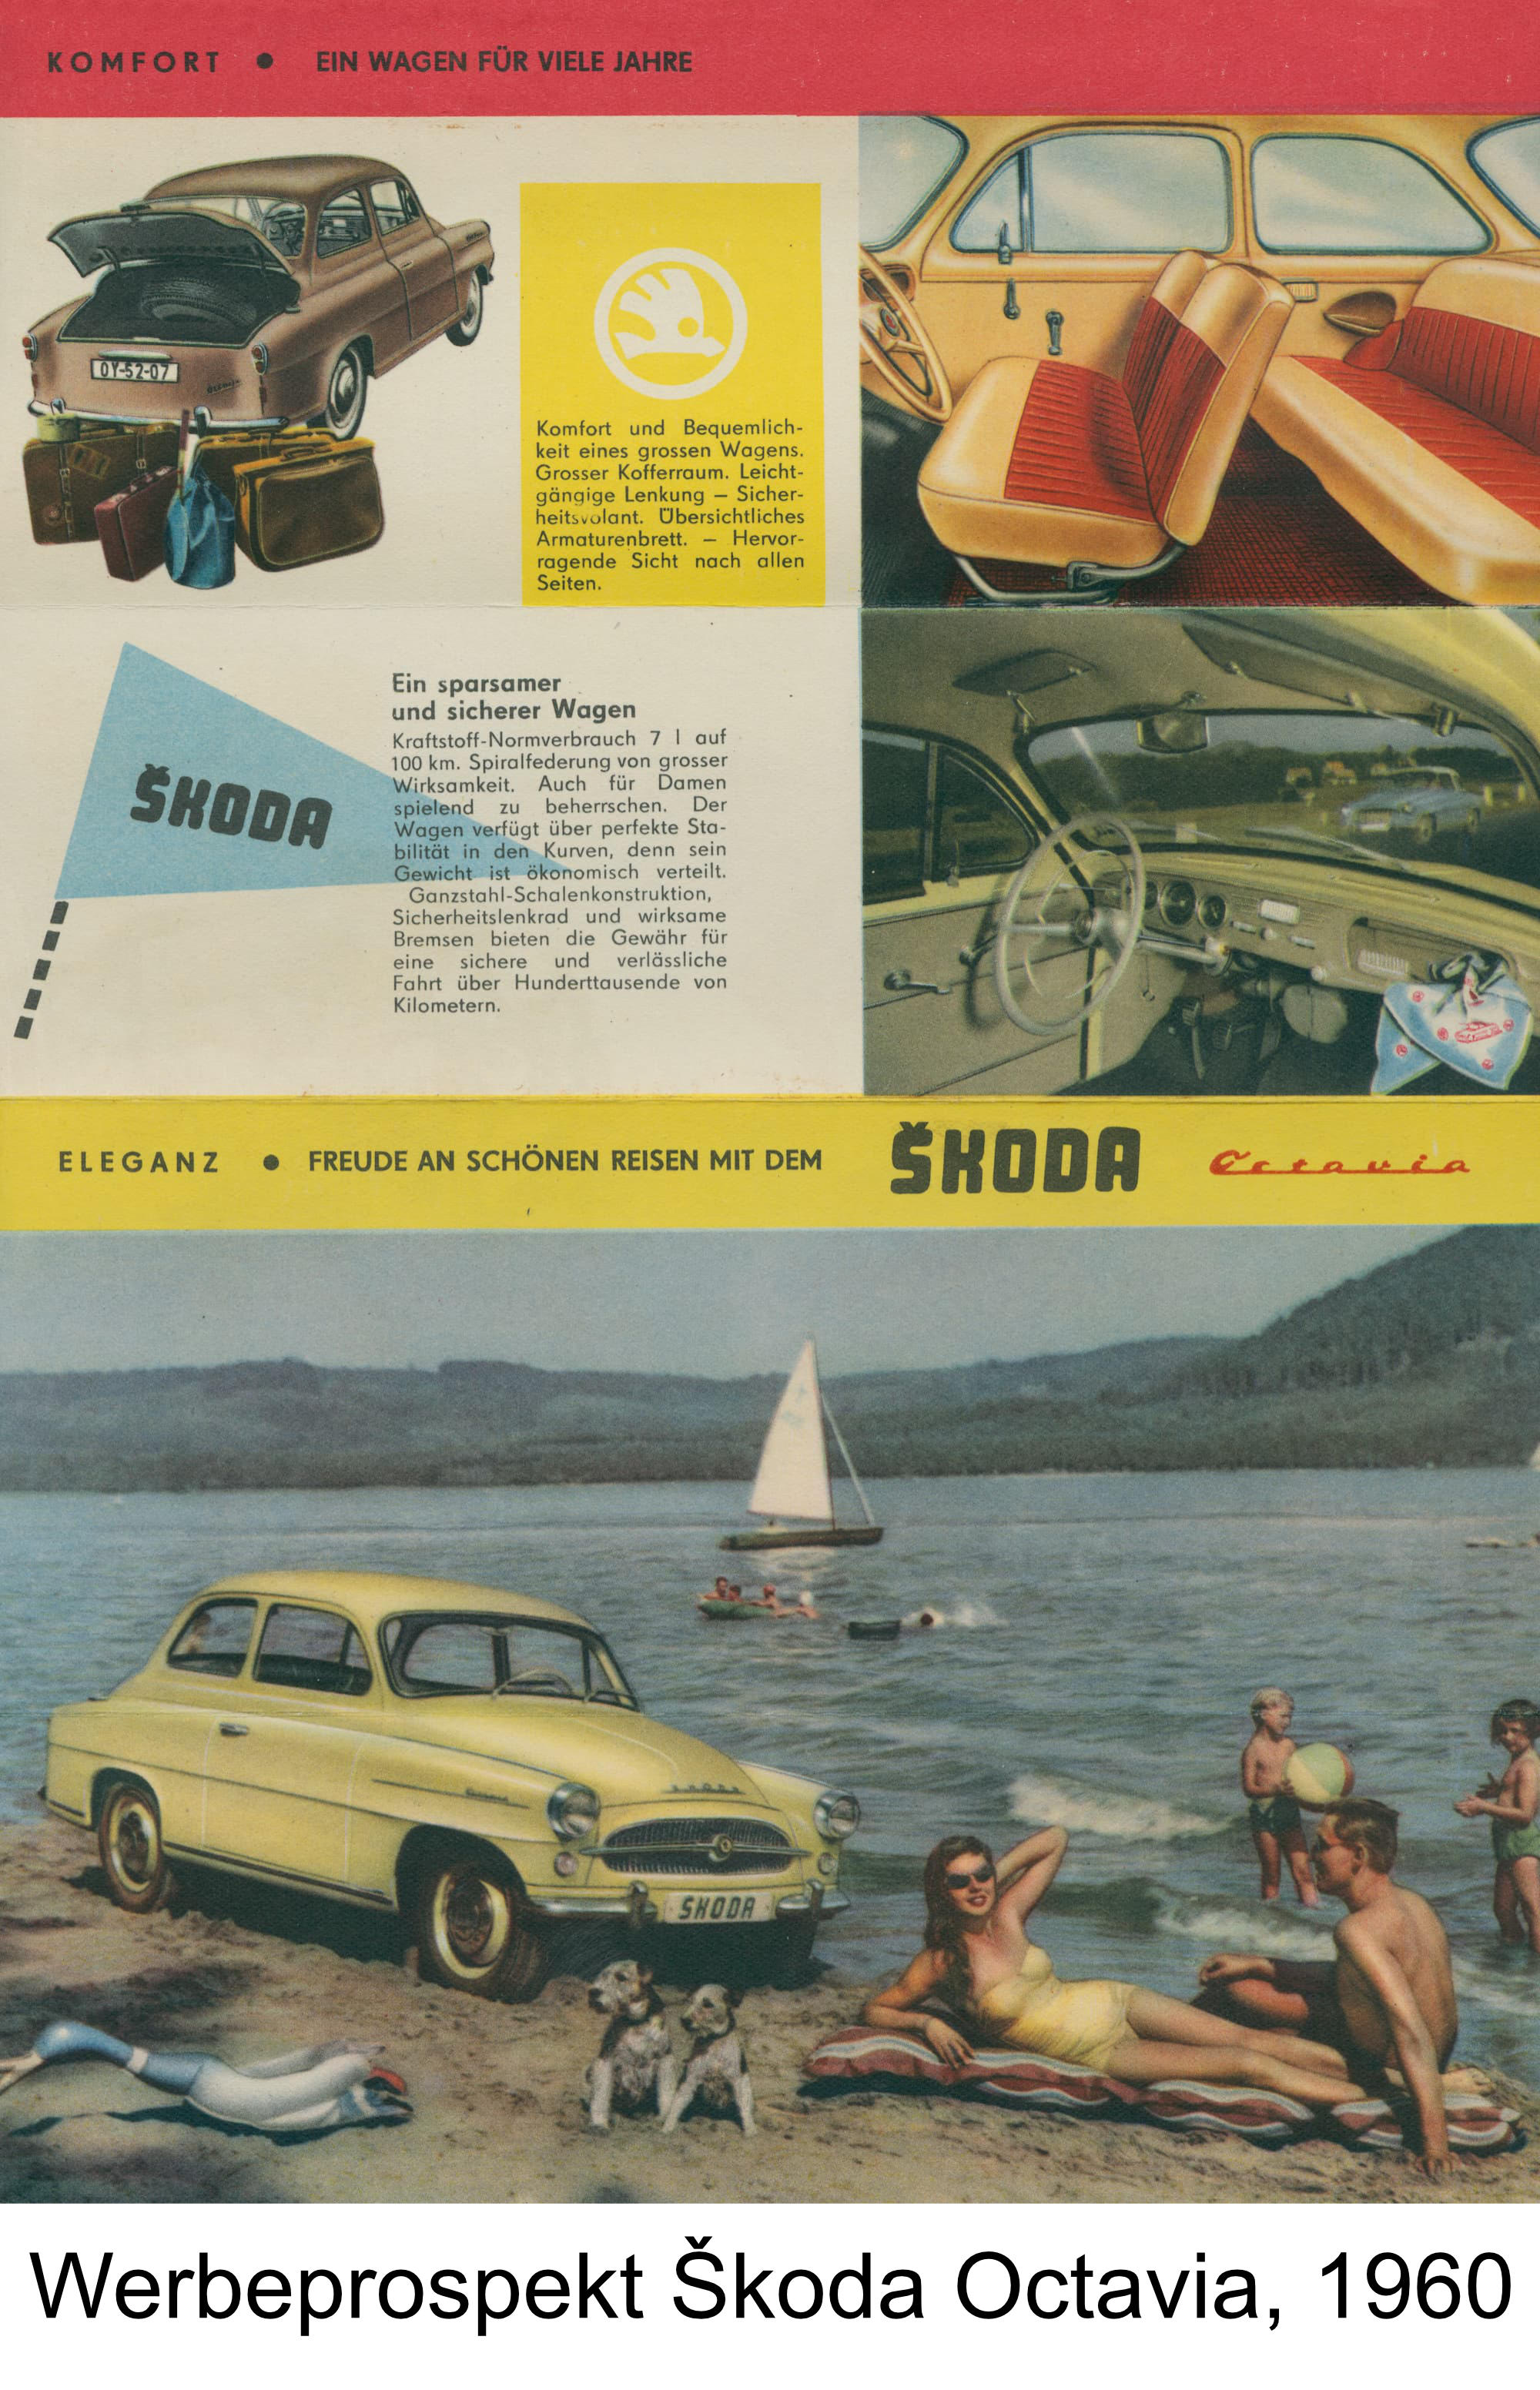 KOMFORT ● EIN WAGEN FÜR VIELE JAHRE
OY-52-07
Komfort und Bequemlich-
keit eines grossen Wagens.
Grosser Kofferraum. Leicht-
gängige Lenkung – Sicher-
heitsvolant. Übersichtliches
Armaturenbrett. – Hervor-
ragende Sicht nach allen
Seiten.
ŠKODA
Ein sparsamer
und sicherer Wagen
Kraftstoff-Normverbrauch 7 l auf
100 km. Spiralfederung von grosser
Wirksamkeit. Auch für Damen
spielend zu beherrschen. Der
Wagen verfügt über perfekte Sta-
bilität in den Kurven, denn sein
Gewicht ist ökonomisch verteilt.
Ganzstahl-Schalenkonstruktion,
Sicherheitslenkrad und wirksame
Bremsen bieten die Gewähr für
eine sichere und verlässliche
Fahrt über Hunderttausende von
Kilometern.
ELEGANZ ● FREUDE AN SCHÖNEN REISEN MIT DEM ŠKODA Octavia
ŠKODA
ŠKODA
Werbeprospekt Škoda Octavia, 1960